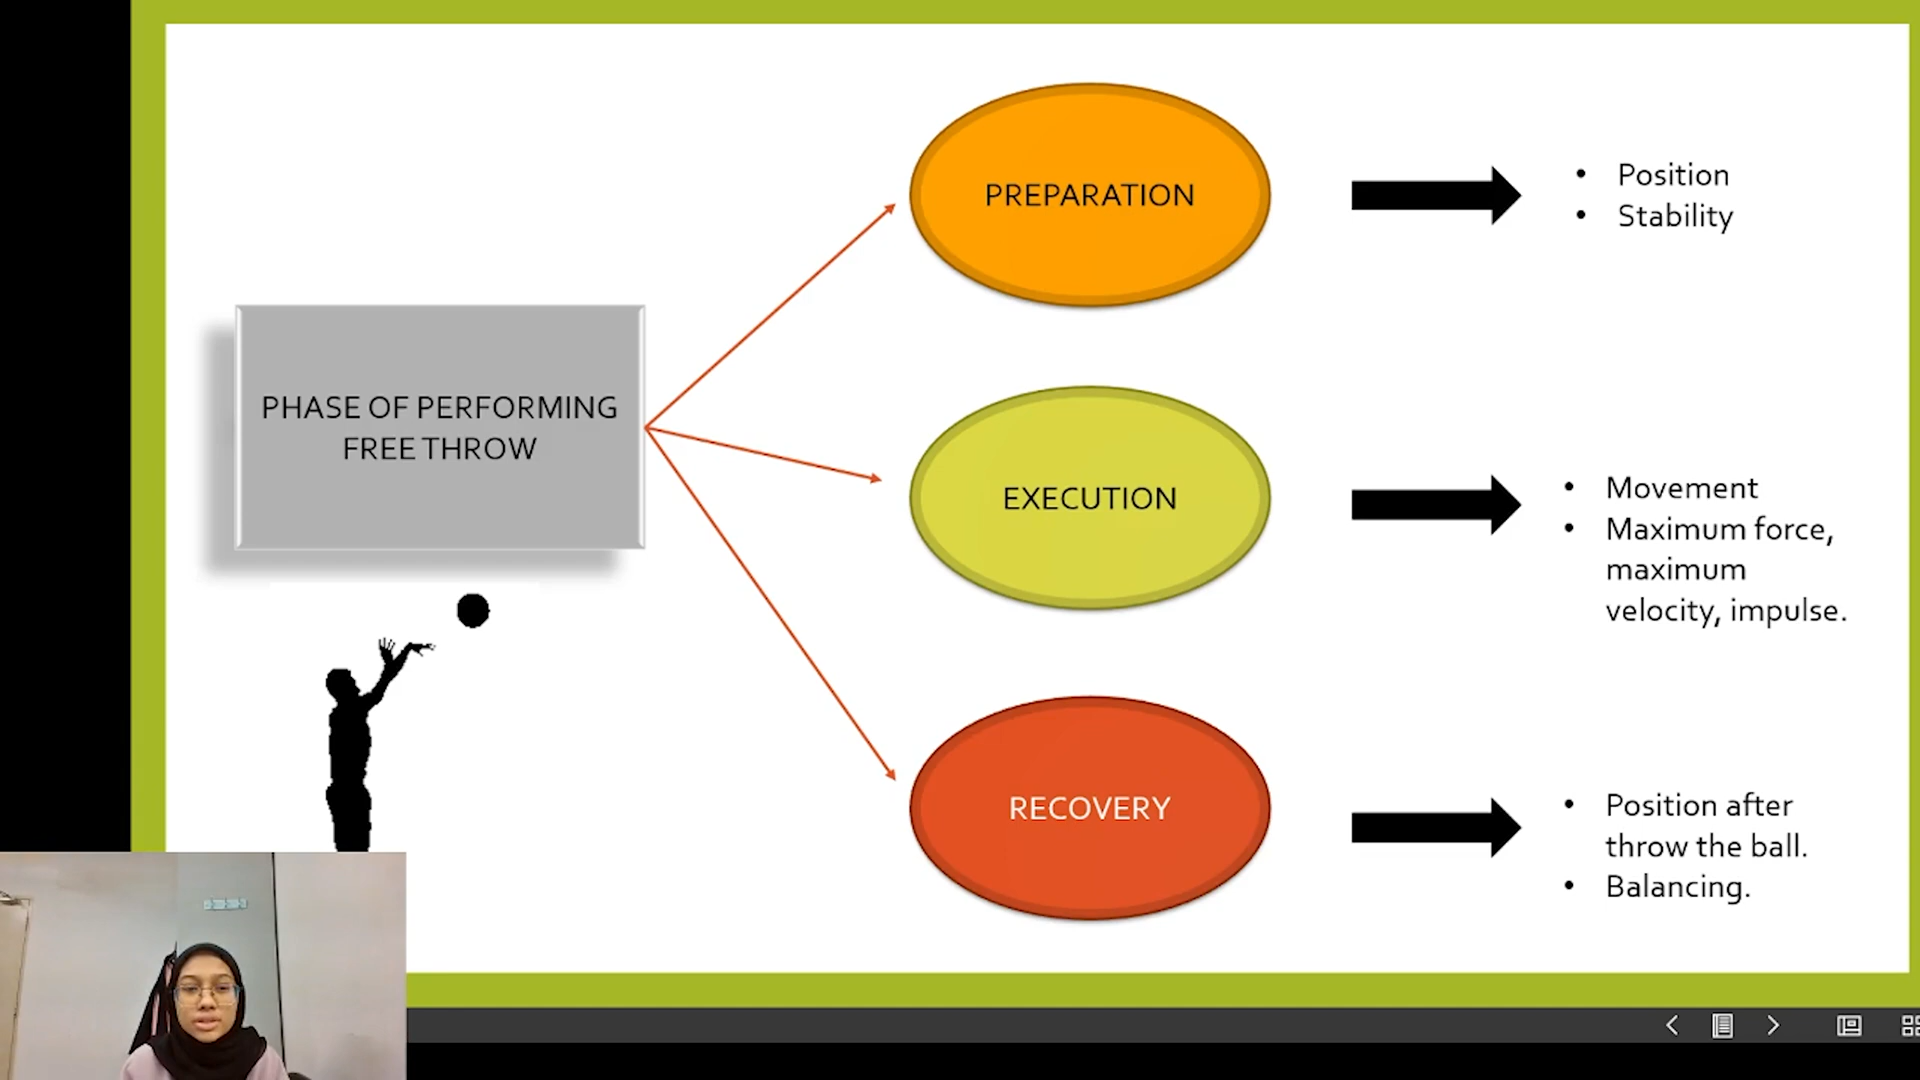 PHASE OF PERFORMING
FREE THROW
PREPARATION
• Position
• Stability
EXECUTION
• Movement
• Maximum force,
maximum
velocity, impulse.
RECOVERY
• Position after
throw the ball.
• Balancing.